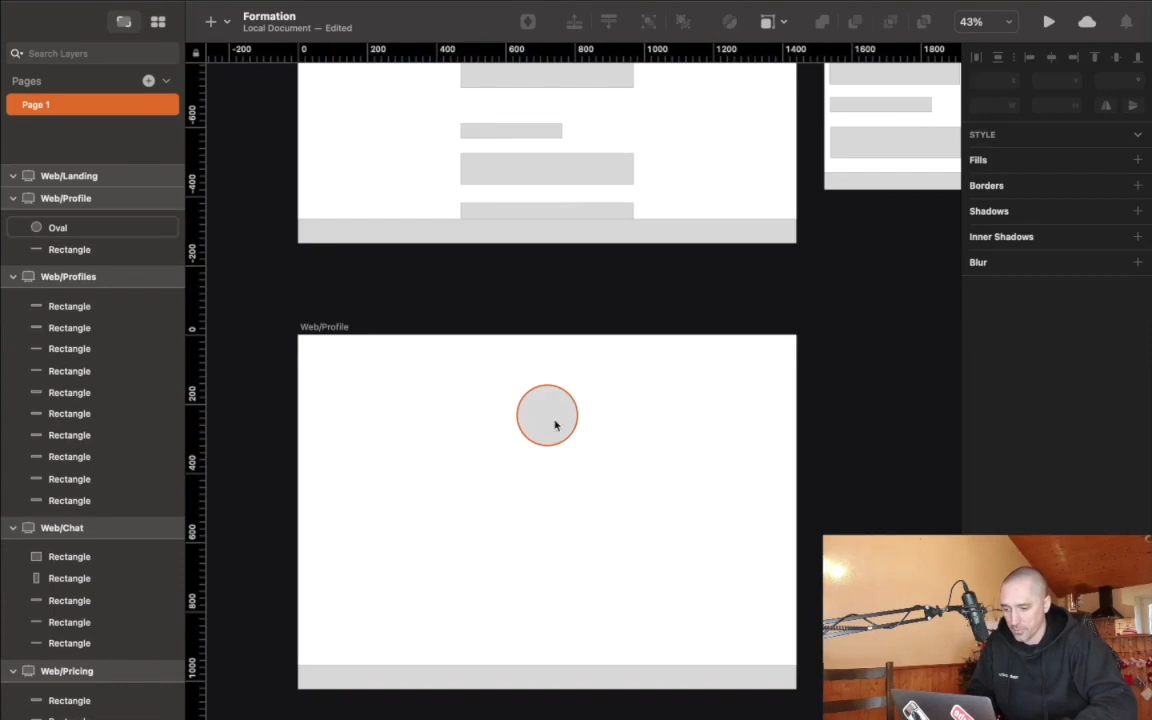 Formation
Local Document — Edited
43%
Search Layers
Pages
Page 1
Web/Landing
Web/Profile
Oval
Rectangle
Web/Profiles
Rectangle
Rectangle
Rectangle
Rectangle
Rectangle
Rectangle
Rectangle
Rectangle
Rectangle
Rectangle
Web/Chat
Rectangle
Rectangle
Rectangle
Rectangle
Rectangle
Web/Pricing
Rectangle
-200
0
200
400
600
800
1000
1200
1400
1600
1800
-600
-400
-200
0
200
400
600
800
1000
Web/Profile
X
Y
W
H
STYLE
Fills
Borders
Shadows
Inner Shadows
Blur